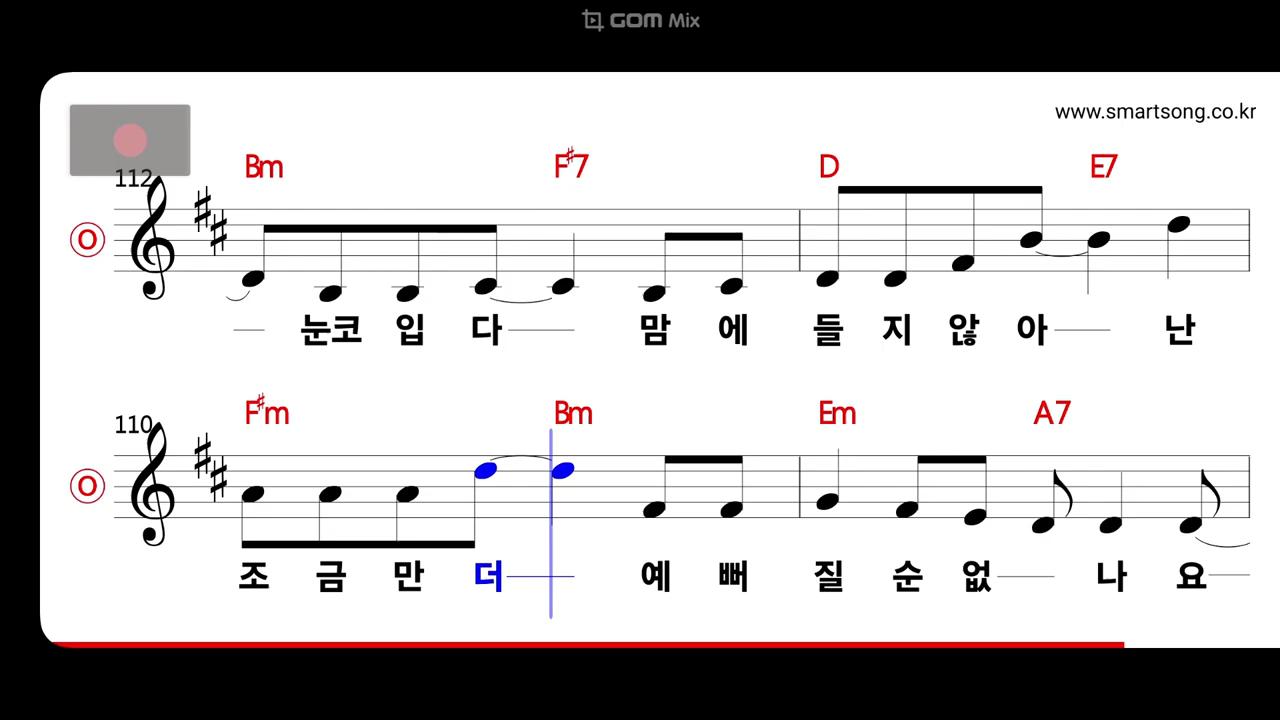 GOM Mix
www.smartsong.co.kr
112
Bm F♯7 D E7
O
눈코 입 다 맘 에 들 지 않 아 난
110
F♯m Bm Em A7
O
조 금 만 더 예 뻐 질 순 없 나 요